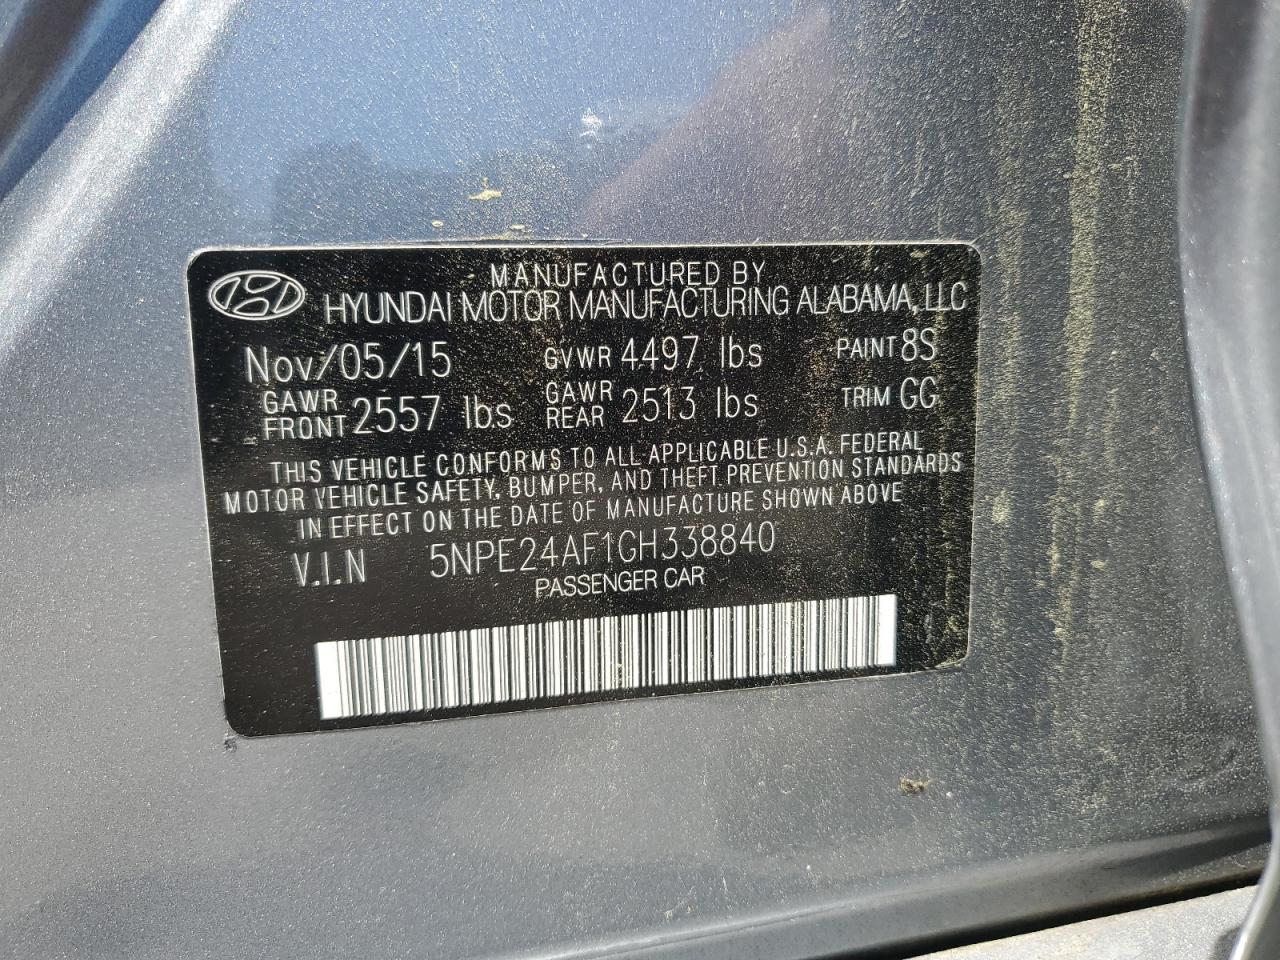 MANUFACTURED BY
HYUNDAI MOTOR MANUFACTURING ALABAMA, LLC
Nov/05/15 GVWR 4497 lbs PAINT 8S
GAWR FRONT 2557 lbs GAWR REAR 2513 lbs TRIM GG
THIS VEHICLE CONFORMS TO ALL APPLICABLE U.S.A. FEDERAL
MOTOR VEHICLE SAFETY, BUMPER, AND THEFT PREVENTION STANDARDS
IN EFFECT ON THE DATE OF MANUFACTURE SHOWN ABOVE
V.I.N 5NPE24AF1GH338840
PASSENGER CAR